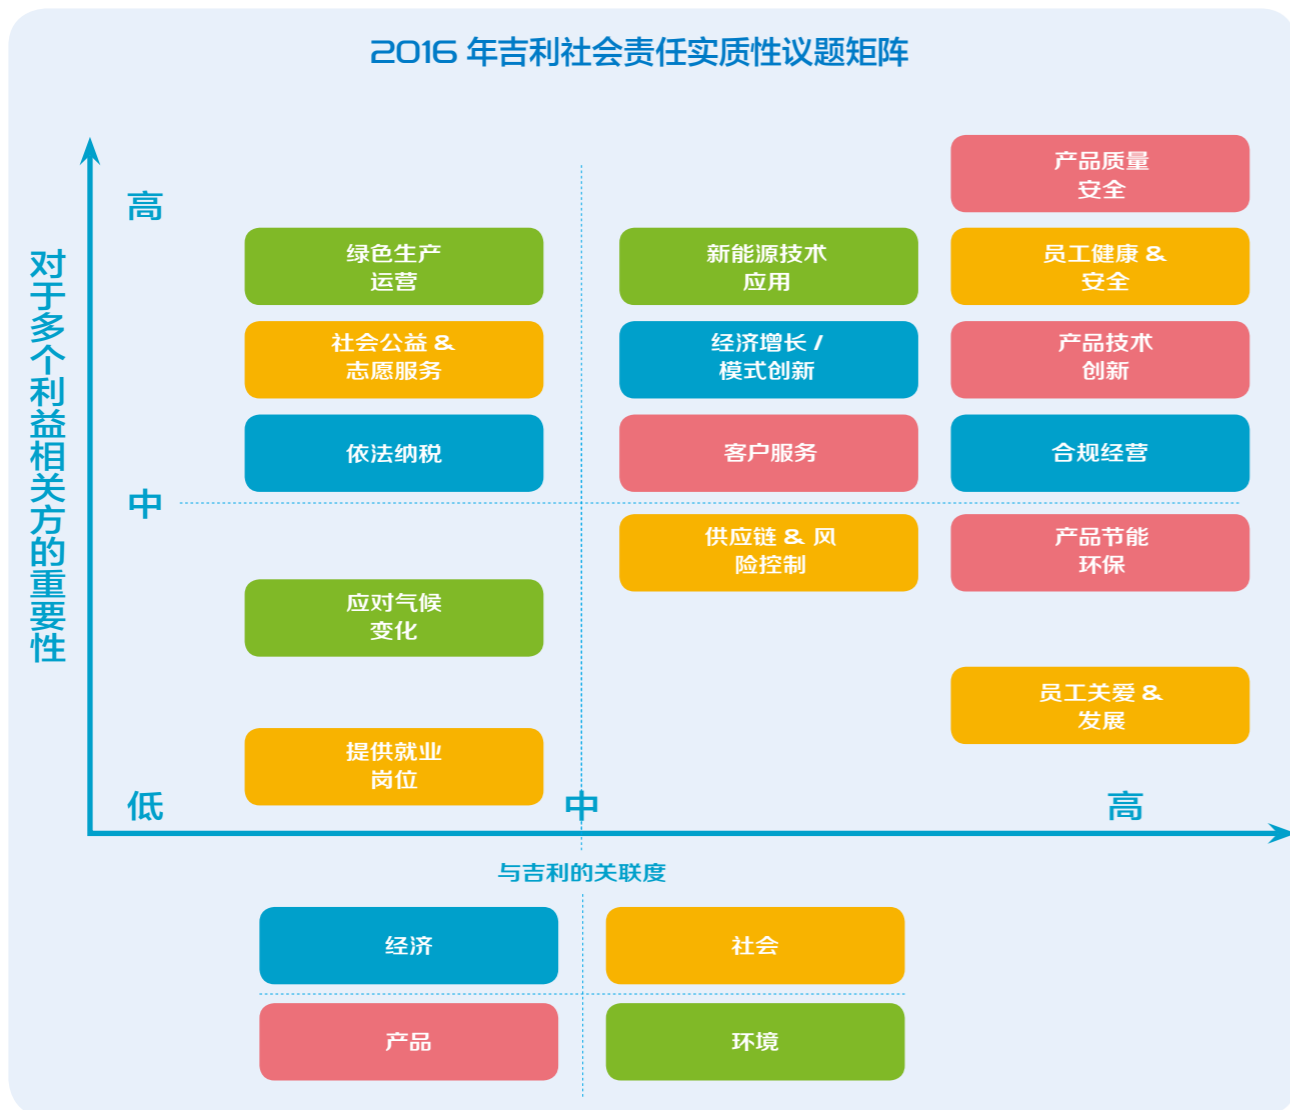 2016 年吉利社会责任实质性议题矩阵
对于多个利益相关方的重要性
高
产品质量
安全
绿色生产
运营
新能源技术
应用
员工健康 &
安全
社会公益 &
志愿服务
经济增长 /
模式创新
产品技术
创新
依法纳税
客户服务
合规经营
中
供应链 & 风
险控制
产品节能
环保
应对气候
变化
员工关爱 &
发展
提供就业
岗位
低
中
高
与吉利的关联度
经济
社会
产品
环境